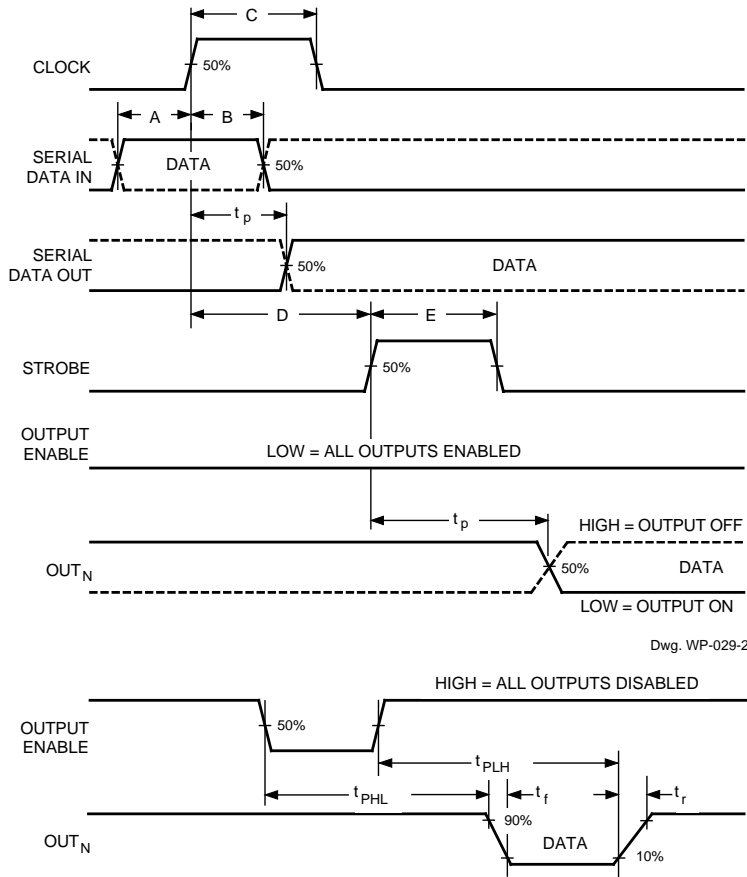 C
CLOCK
50%
A
B
SERIAL
DATA IN
DATA
50%
t p
SERIAL
DATA OUT
50%
DATA
D
E
STROBE
50%
OUTPUT
ENABLE
LOW = ALL OUTPUTS ENABLED
t p
HIGH = OUTPUT OFF
OUT N
50%
DATA
LOW = OUTPUT ON
Dwg. WP-029-2
HIGH = ALL OUTPUTS DISABLED
OUTPUT
ENABLE
50%
t PLH
t PHL
t f
t r
OUT N
90%
DATA
10%